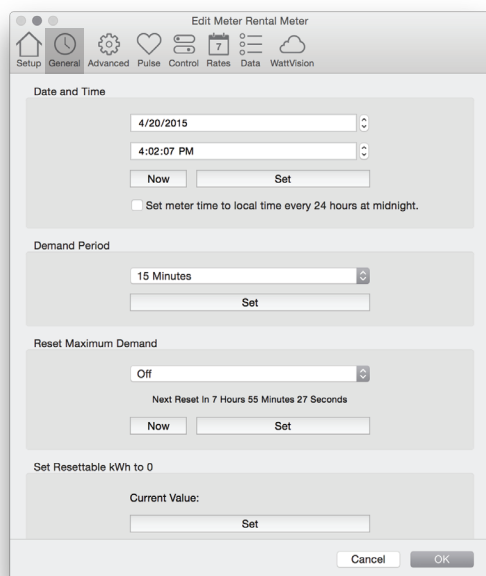 Edit Meter Rental Meter
7
Setup General Advanced Pulse Control Rates Data WattVision
Date and Time
4/20/2015
4:02:07 PM
Now Set
Set meter time to local time every 24 hours at midnight.
Demand Period
15 Minutes
Set
Reset Maximum Demand
Off
Next Reset In 7 Hours 55 Minutes 27 Seconds
Now Set
Set Resettable kWh to 0
Current Value:
Set
Cancel OK